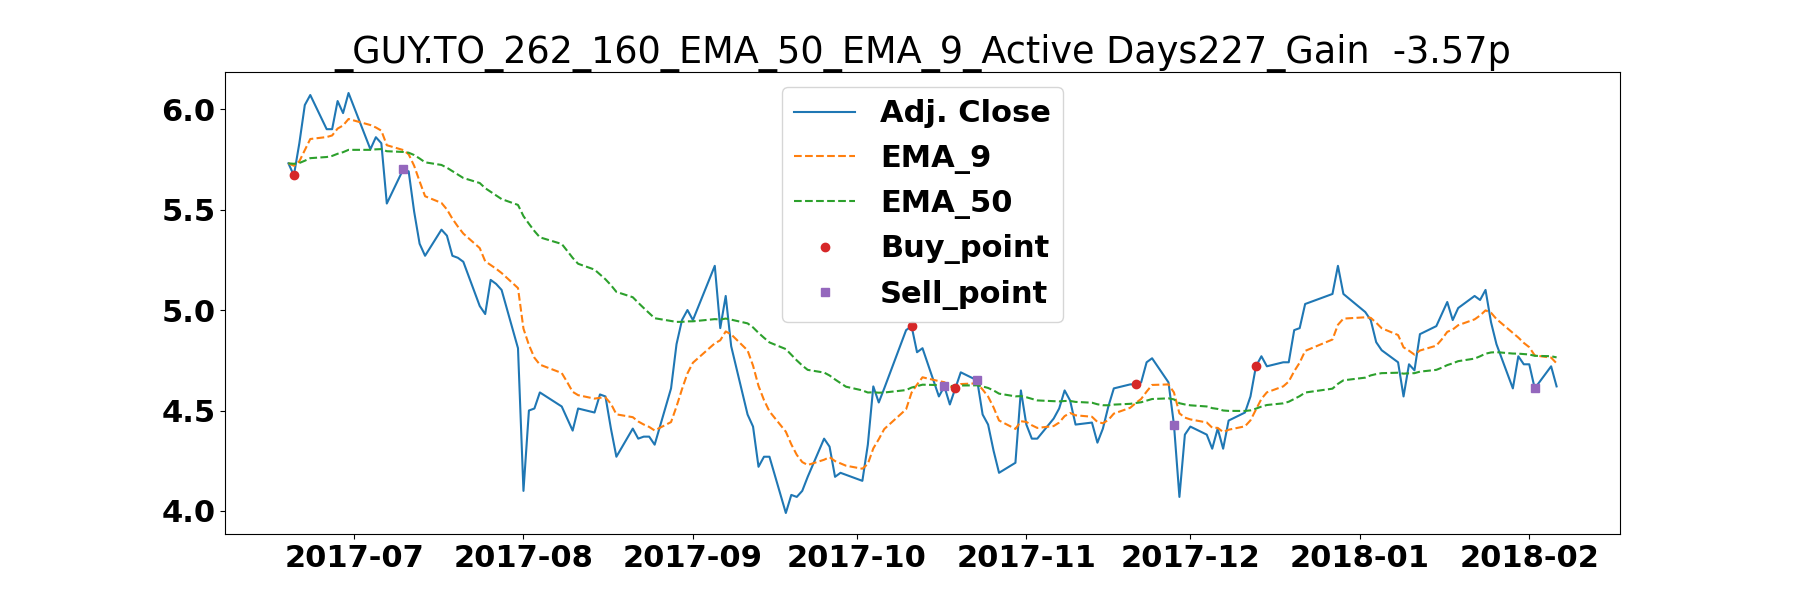 _GUY.TO_262_160_EMA_50_EMA_9_Active Days227_Gain  -3.57p
6.0
5.5
5.0
4.5
4.0
Adj. Close
EMA_9
EMA_50
Buy_point
Sell_point
2017-07 2017-08 2017-09 2017-10 2017-11 2017-12 2018-01 2018-02